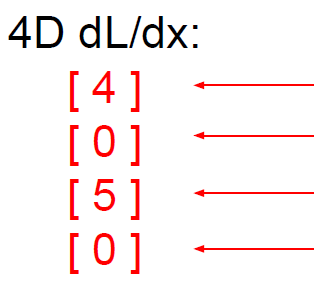 4D dL/dx:
[ 4 ]
[ 0 ]
[ 5 ]
[ 0 ]